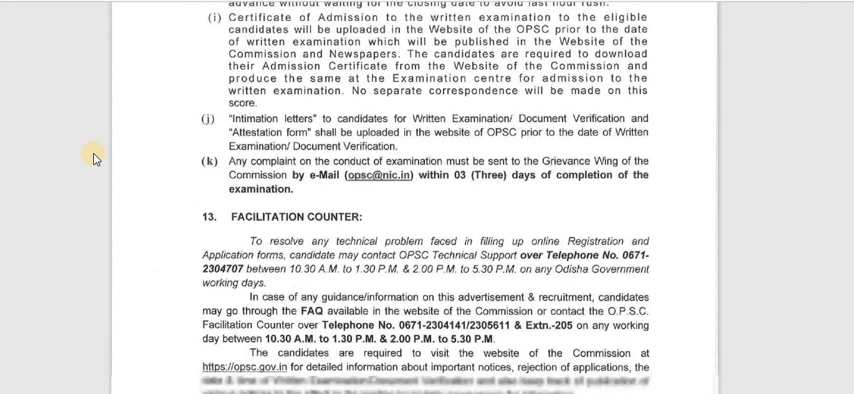 advance without waiting for the closing date to avoid last hour rush.
(i) Certificate of Admission to the written examination to the eligible
candidates will be uploaded in the Website of the OPSC prior to the date
of written examination which will be published in the Website of the
Commission and Newspapers. The candidates are required to download
their Admission Certificate from the Website of the Commission and
produce the same at the Examination centre for admission to the
written examination. No separate correspondence will be made on this
score.
(j) "Intimation letters" to candidates for Written Examination/ Document Verification and
"Attestation form" shall be uploaded in the website of OPSC prior to the date of Written
Examination/ Document Verification.
(k) Any complaint on the conduct of examination must be sent to the Grievance Wing of the
Commission by e-Mail (opsc@nic.in) within 03 (Three) days of completion of the
examination.
13. FACILITATION COUNTER:
To resolve any technical problem faced in filling up online Registration and
Application forms, candidate may contact OPSC Technical Support over Telephone No. 0671-
2304707 between 10.30 A.M. to 1.30 P.M. & 2.00 P.M. to 5.30 P.M. on any Odisha Government
working days.
In case of any guidance/information on this advertisement & recruitment, candidates
may go through the FAQ available in the website of the Commission or contact the O.P.S.C.
Facilitation Counter over Telephone No. 0671-2304141/2305611 & Extn.-205 on any working
day between 10.30 A.M. to 1.30 P.M. & 2.00 P.M. to 5.30 P.M.
The candidates are required to visit the website of the Commission at
https://opsc.gov.in for detailed information about important notices, rejection of applications, the